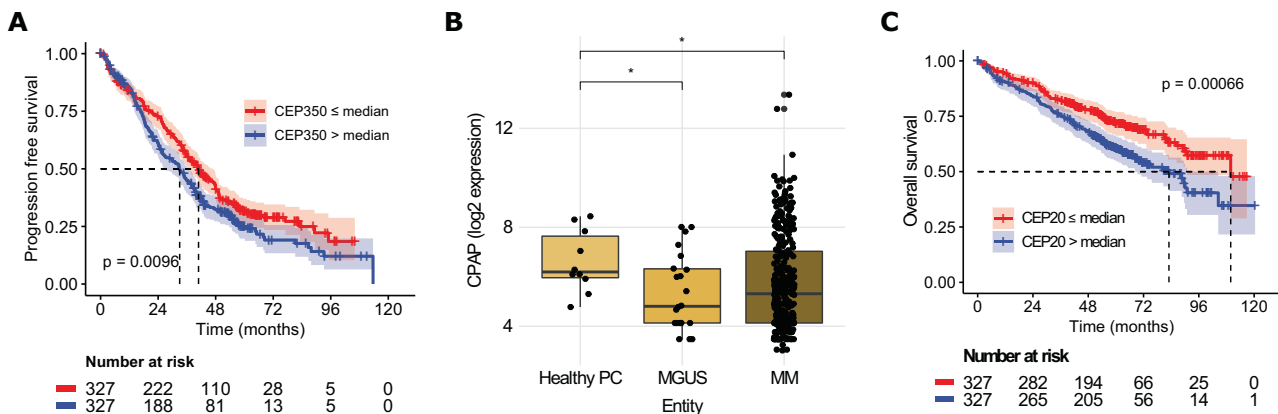 A
Progression free survival
1.00
0.75
0.50
0.25
0.00
CEP350 ≤ median
CEP350 > median
p = 0.0096
0 24 48 72 96 120
Time (months)
Number at risk
327 222 110 28 5 0
327 188 81 13 5 0
B
CPAP (log2 expression)
12
8
4
*
*
Healthy PC MGUS MM
Entity
C
Overall survival
1.00
0.75
0.50
0.25
0.00
p = 0.00066
CEP20 ≤ median
CEP20 > median
0 24 48 72 96 120
Time (months)
Number at risk
327 282 194 66 25 0
327 265 205 56 14 1